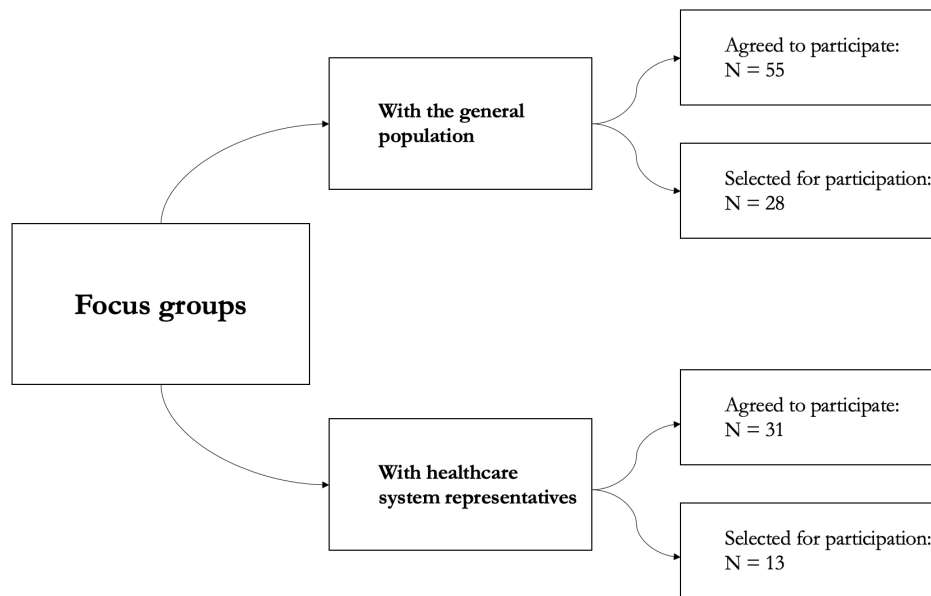 Focus groups
With the general
population
Agreed to participate:
N = 55
Selected for participation:
N = 28
With healthcare
system representatives
Agreed to participate:
N = 31
Selected for participation:
N = 13